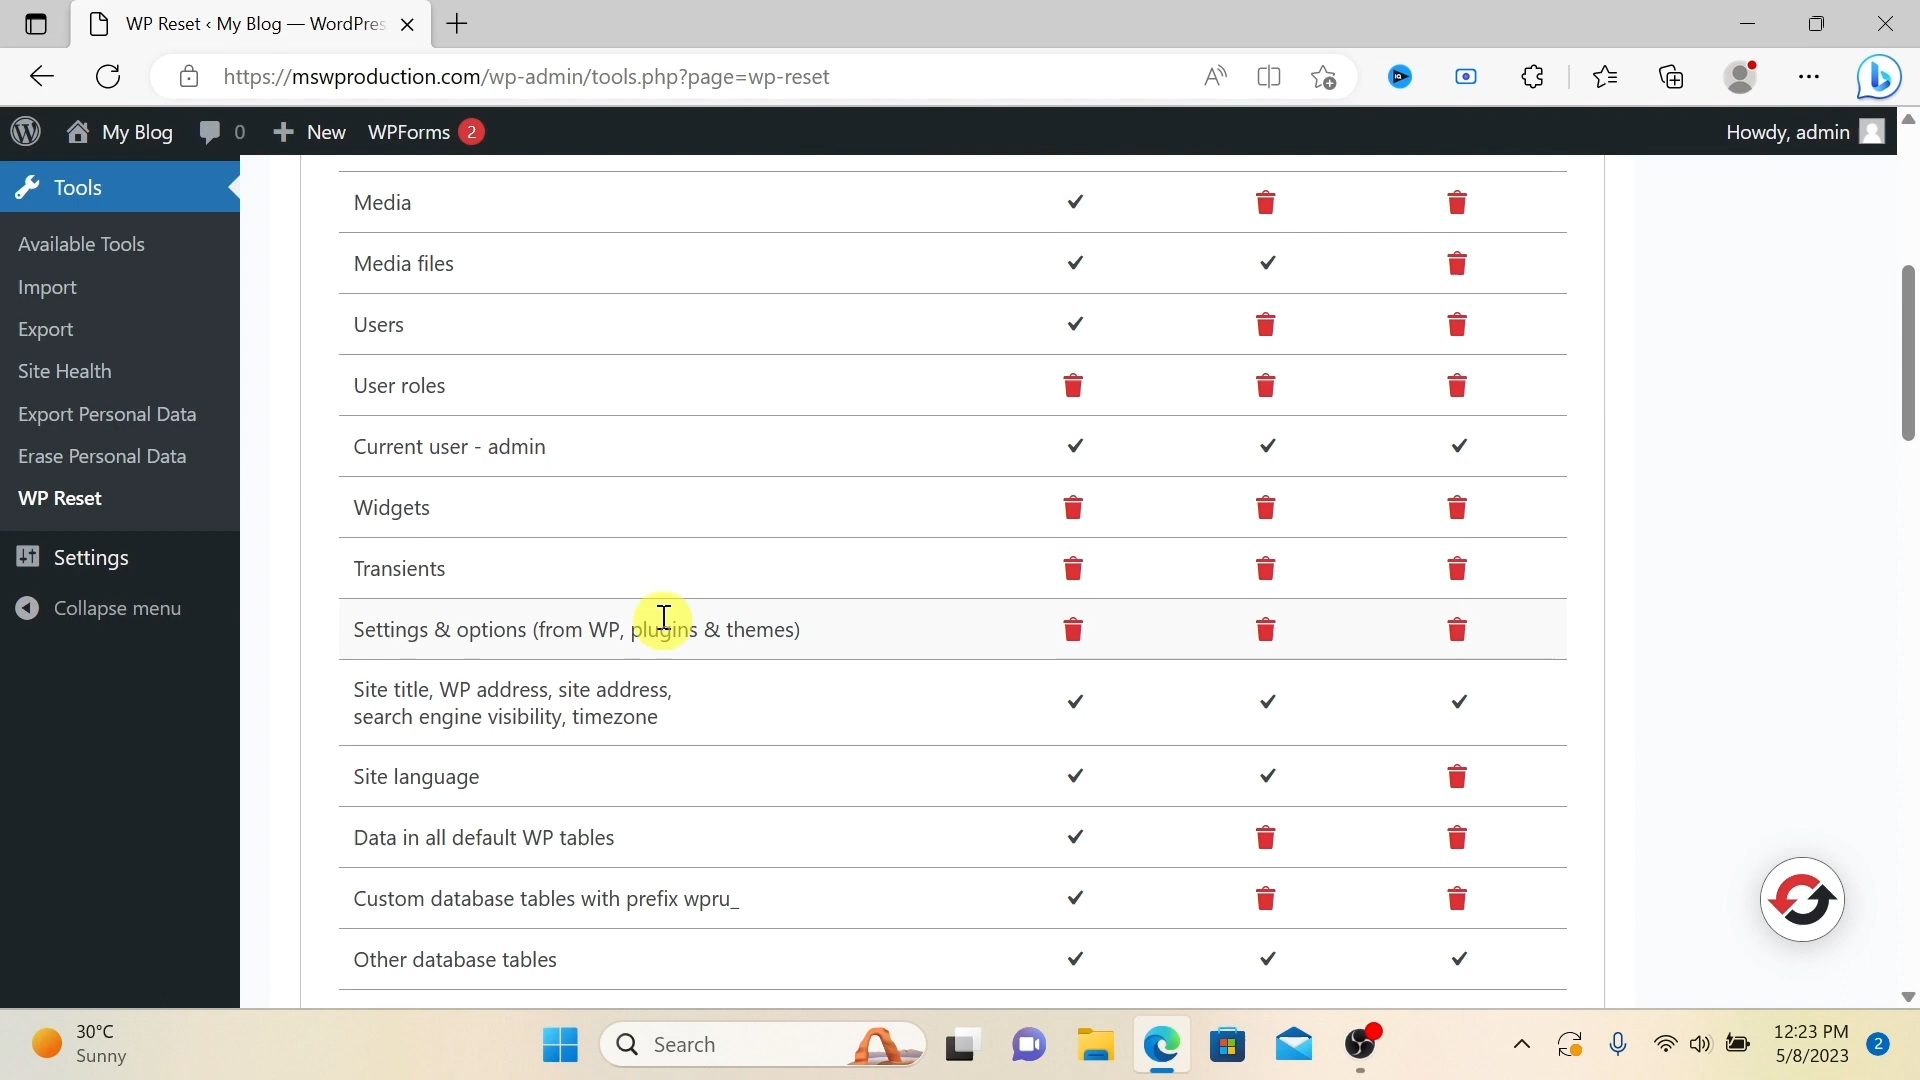 WP Reset ‹ My Blog — WordPres
https://mswproduction.com/wp-admin/tools.php?page=wp-reset
My Blog 0 New WPForms 2 Howdy, admin
Tools
Available Tools
Import
Export
Site Health
Export Personal Data
Erase Personal Data
WP Reset
Settings
Collapse menu
Media
Media files
Users
User roles
Current user - admin
Widgets
Transients
Settings & options (from WP, plugins & themes)
Site title, WP address, site address,
search engine visibility, timezone
Site language
Data in all default WP tables
Custom database tables with prefix wpru_
Other database tables
30°C
Sunny
Search
12:23 PM
5/8/2023
2